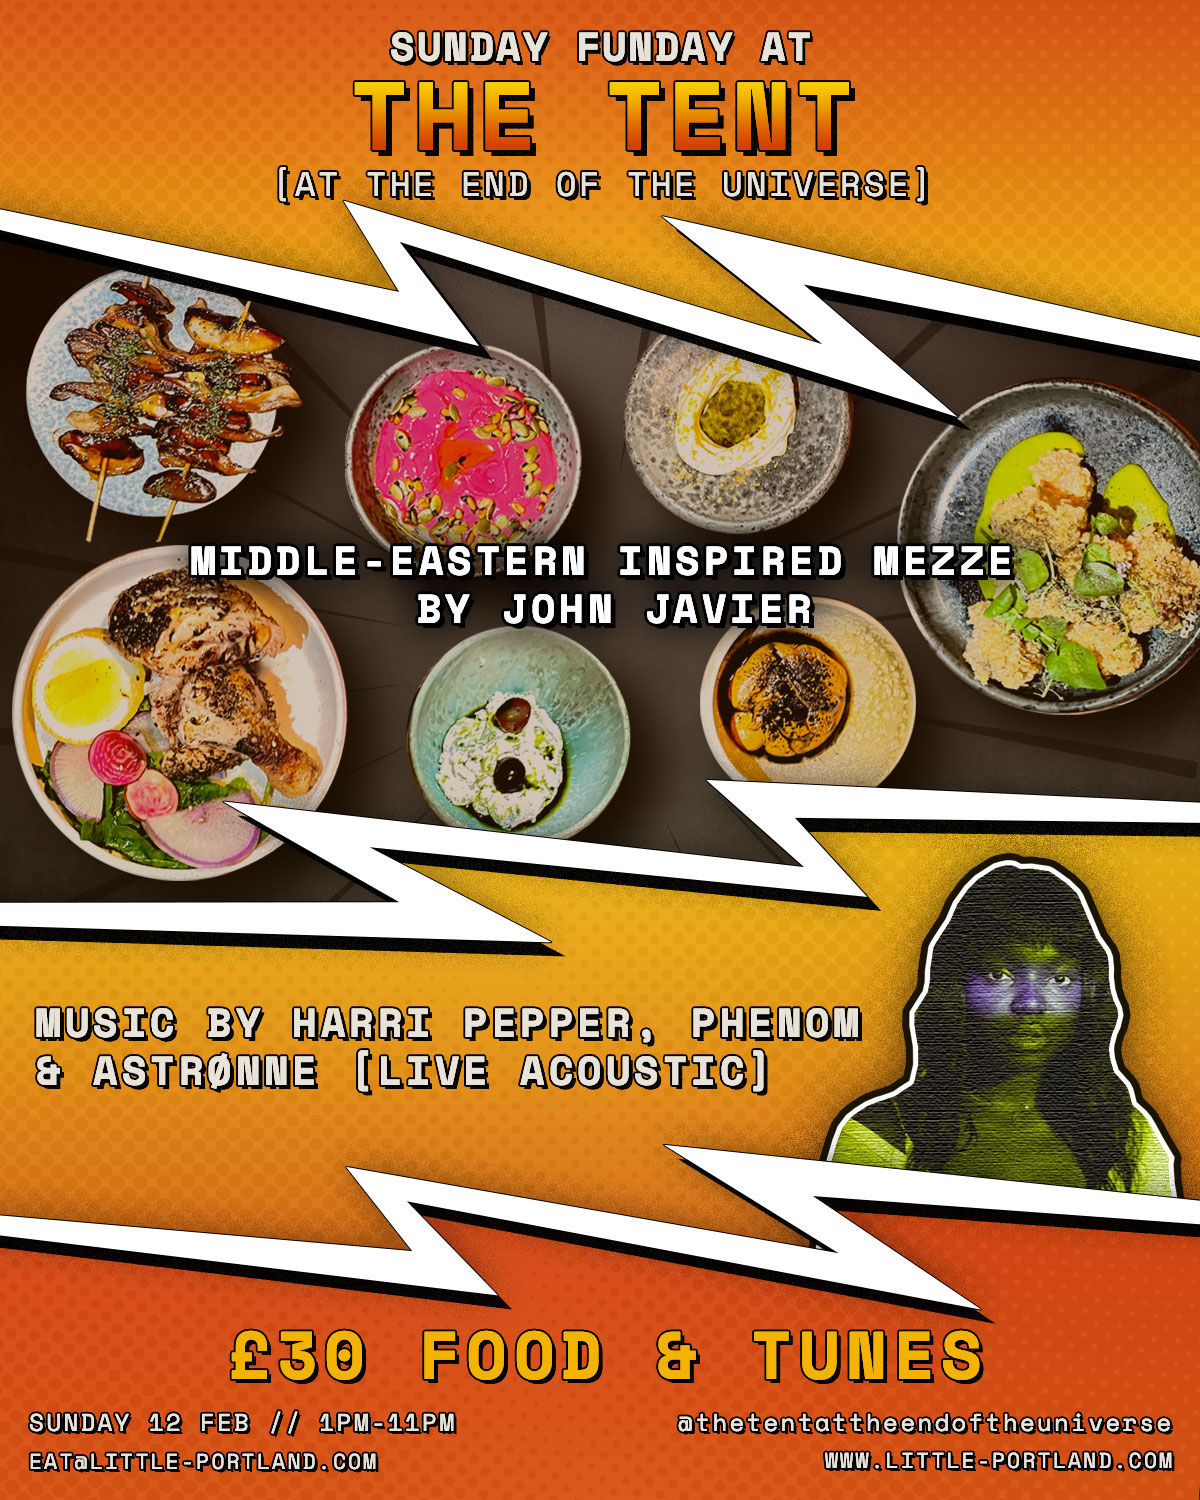 SUNDAY FUNDAY AT
THE TENT
[AT THE END OF THE UNIVERSE]
MIDDLE-EASTERN INSPIRED MEZZE
BY JOHN JAVIER
MUSIC BY HARRI PEPPER, PHENOM
& ASTRØNNE [LIVE ACOUSTIC]
£30 FOOD & TUNES
SUNDAY 12 FEB // 1PM-11PM
@thetentattheendoftheuniverse
EAT@LITTLE-PORTLAND.COM
WWW.LITTLE-PORTLAND.COM